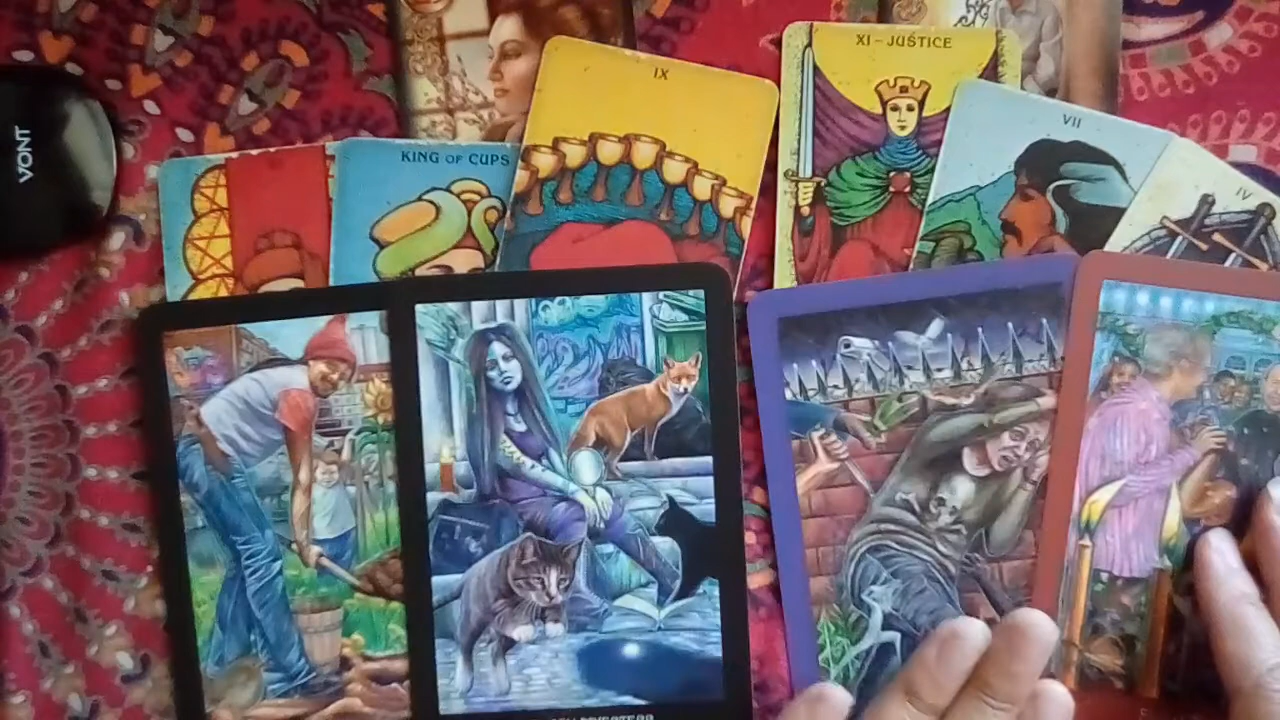 VONT
KING OF CUPS
IX
XI-JUSTICE
VII
IV